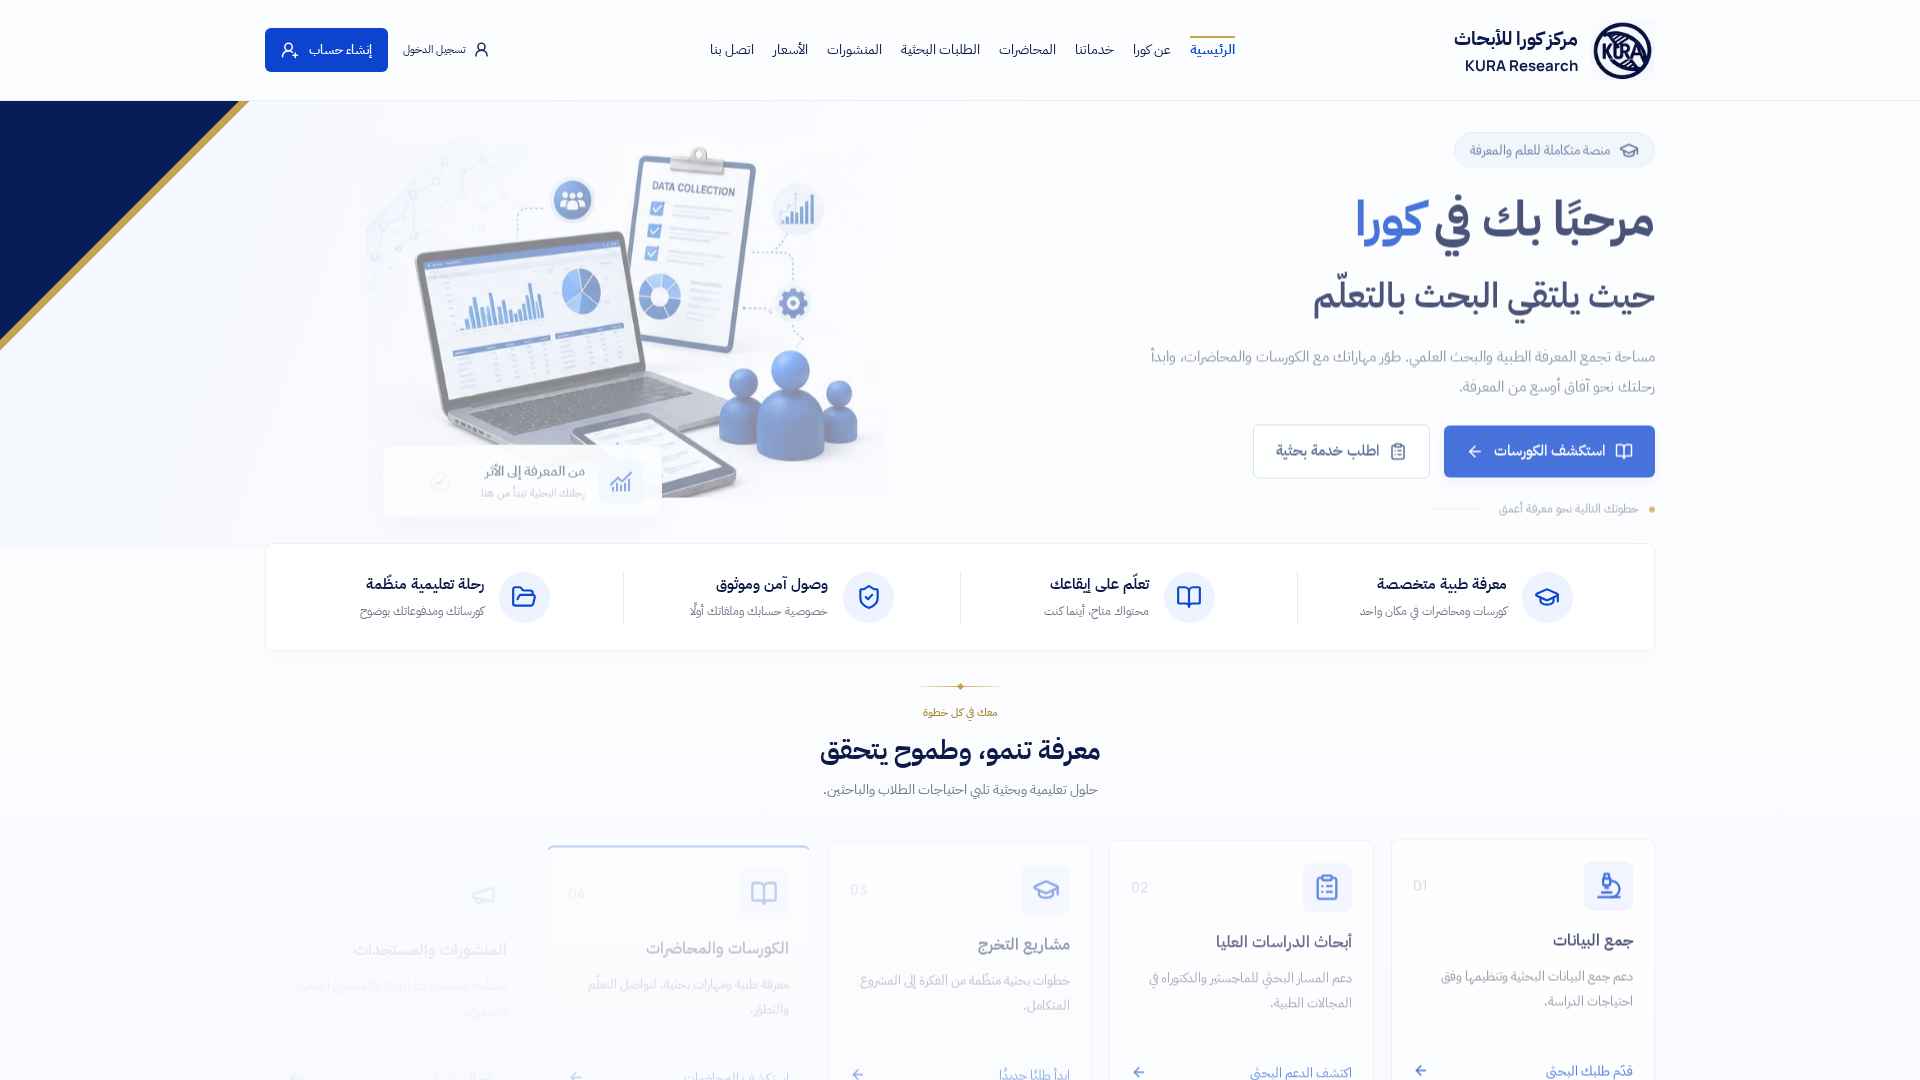 مركز كورا للأبحاث
KURA Research
KURA
الرئيسية
عن كورا
خدماتنا
المحاضرات
الطلبات البحثية
المنشورات
الأسعار
اتصل بنا
تسجيل الدخول
إنشاء حساب
منصة متكاملة للعلم والمعرفة
مرحبًا بك في كورا
حيث يلتقي البحث بالتعلّم
مساحة تجمع المعرفة الطبية والبحث العلمي. طوّر مهاراتك مع الكورسات والمحاضرات، وابدأ
رحلتك نحو آفاق أوسع من المعرفة.
استكشف الكورسات
اطلب خدمة بحثية
خطوتك التالية نحو معرفة أعمق
DATA COLLECTION
من المعرفة إلى الأثر
رحلتك البحثية تبدأ من هنا
معرفة طبية متخصصة
كورسات ومحاضرات في مكان واحد
تعلّم على إيقاعك
محتواك متاح، أينما كنت
وصول آمن وموثوق
خصوصية حسابك وملفاتك أولًا
رحلة تعليمية منظّمة
كورساتك ومدفوعاتك بوضوح
معك في كل خطوة
معرفة تنمو، وطموح يتحقق
حلول تعليمية وبحثية تلبي احتياجات الطلاب والباحثين.
01
جمع البيانات
دعم جمع البيانات البحثية وتنظيمها وفق
احتياجات الدراسة.
قدّم طلبك البحثي
02
أبحاث الدراسات العليا
دعم المسار البحثي للماجستير والدكتوراه في
المجالات الطبية.
اكتشف الدعم البحثي
03
مشاريع التخرج
خطوات بحثية منظّمة من الفكرة إلى المشروع
المتكامل.
ابدأ طلبًا جديدًا
04
الكورسات والمحاضرات
معرفة طبية ومهارات بحثية، لتواصل التعلّم
والتطور.
استكشف المحاضرات
المنشورات والمستجدات